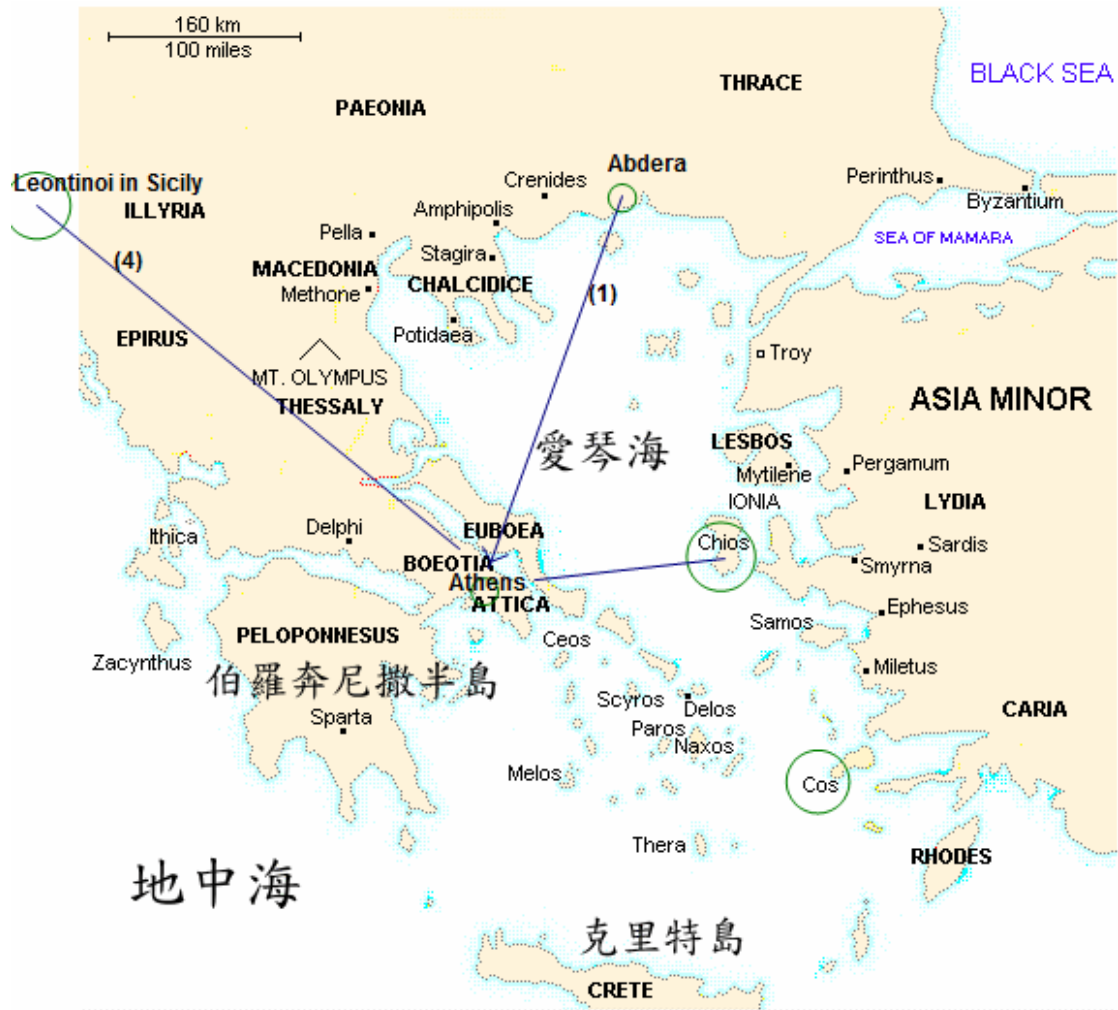 160 km
100 miles
BLACK SEA
THRACE
PAEONIA
Abdera
Leontinoi in Sicily
Crenides
Perinthus
Byzantium
ILLYRIA
Amphipolis
Pella
SEA OF MAMARA
(4)
Stagira
MACEDONIA
CHALCIDICE
Methone
(1)
EPIRUS
Potidaea
Troy
MT. OLYMPUS
THESSALY
ASIA MINOR
愛琴海
LESBOS
Mytilene
Pergamum
IONIA
LYDIA
Ithica
Delphi
EUBOEA
Chios
Sardis
BOEOTIA
Smyrna
Athens
ATTICA
Ephesus
PELOPONNESUS
Ceos
Samos
Zacynthus
伯羅奔尼撒半島
Miletus
Scyros
Delos
Sparta
Paros
Naxos
CARIA
Melos
Cos
Thera
RHODES
地中海
克里特島
CRETE